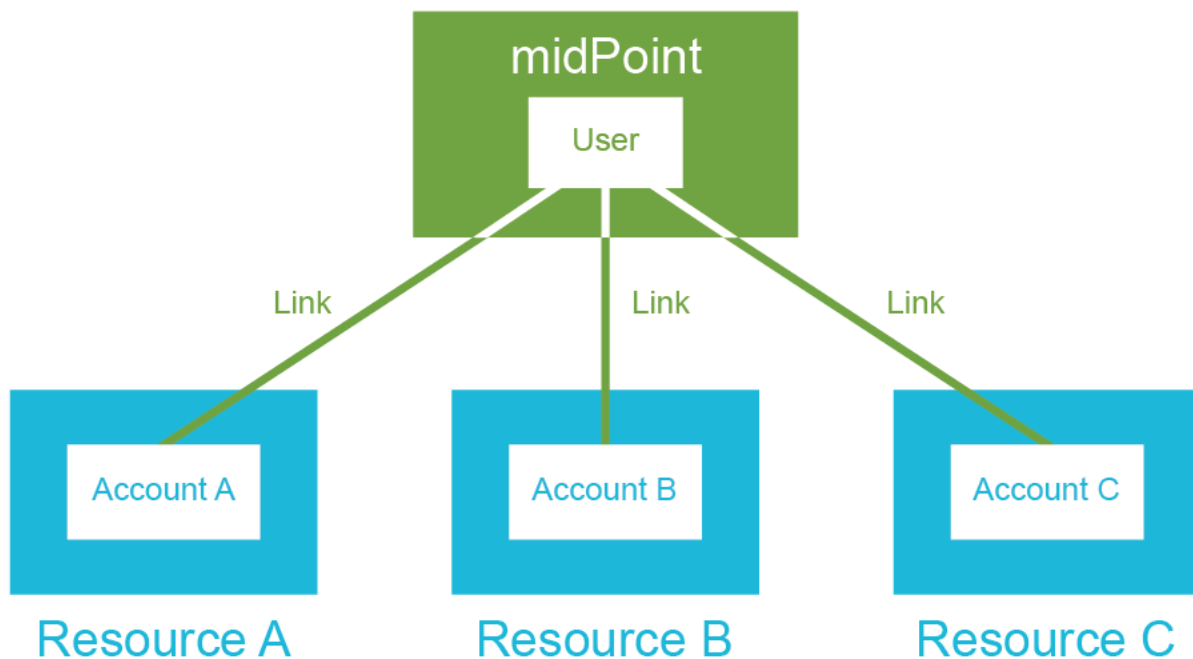 midPoint
User
Link
Link
Link
Account A
Account B
Account C
Resource A
Resource B
Resource C